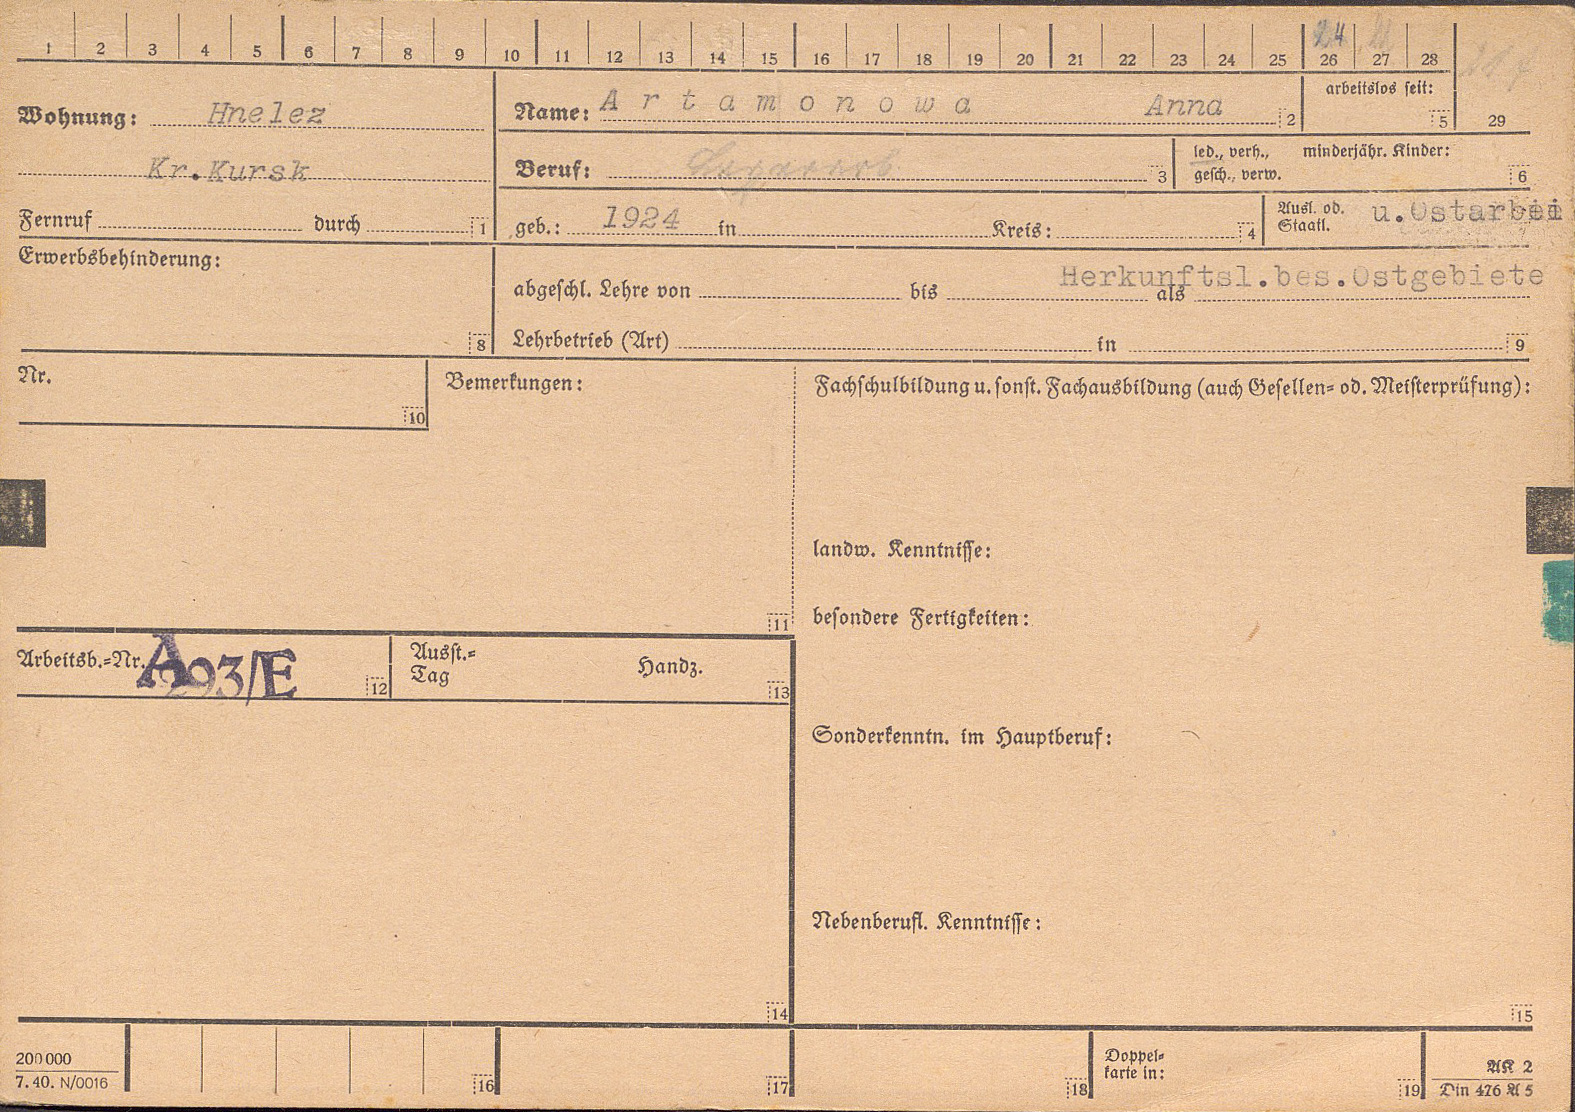 1 2 3 4 5 6 7 8 9 10 11 12 13 14 15 16 17 18 19 20 21 22 23 24 25 26 27 28
24
Wohnung: Hnelez
Name: Artamonowa Anna 2
arbeitslos seit: 5
29
Kr.Kursk
Beruf: 3
led., verh., gesch., verw.
minderjähr. Kinder: 6
Fernruf durch 1
geb.: 1924 in Kreis: 4
Ausl. od. Staatl. u.Ostarbei
Erwerbsbehinderung: 8
Herkunftsl.bes.Ostgebiete
abgeschl. Lehre von bis als
Lehrbetrieb (Art) in 9
Nr. 10
Bemerkungen: 11
Fachschulbildung u. sonst. Fachausbildung (auch Gesellen= od. Meisterprüfung):
landw. Kenntnisse:
besondere Fertigkeiten:
Arbeitsb.=Nr. A293/E 12
Ausst.=Tag Handz. 13
Sonderkenntn. im Hauptberuf:
Nebenberufl. Kenntnisse:
14
15
200000
7. 40. N/0016
16
17
18
Doppel=
karte in: 19
AK 2
Din 476 A 5